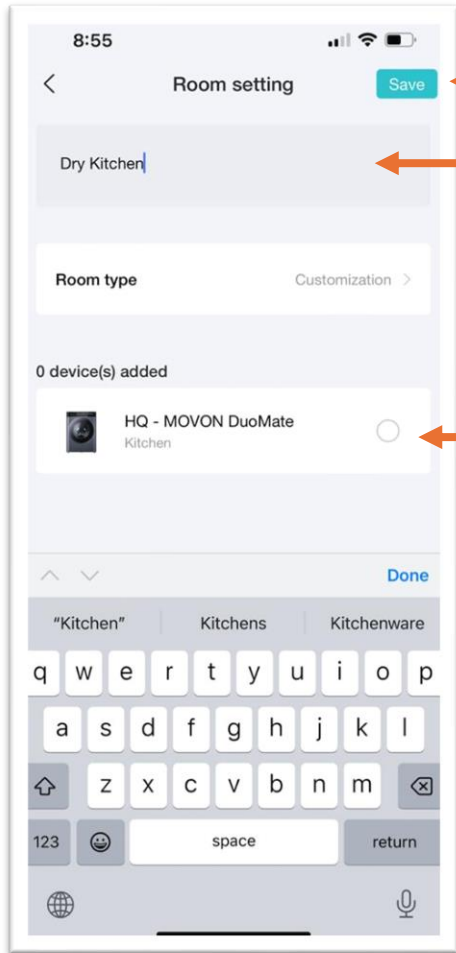 8:55
Room setting
Save
Dry Kitchen
Room type
Customization
0 device(s) added
HQ - MOVON DuoMate
Kitchen
Done
“Kitchen” Kitchens Kitchenware
q w e r t y u i o p
a s d f g h j k l
z x c v b n m
123 space return